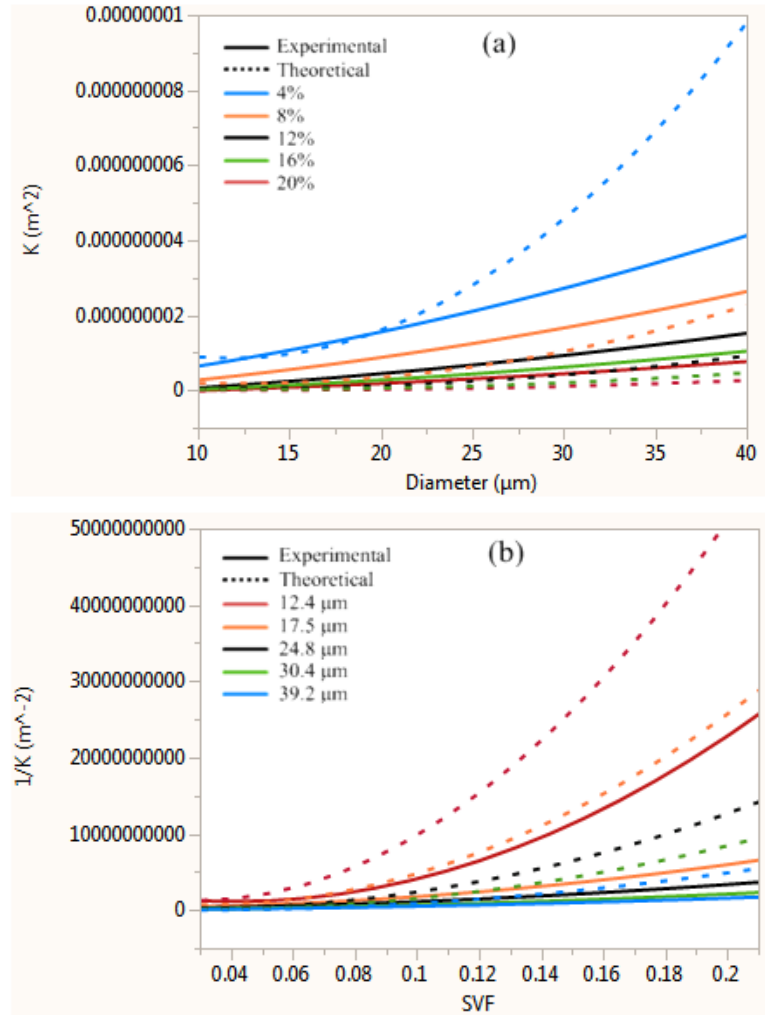 0.00000001
0.000000008
0.000000006
0.000000004
0.000000002
0
K (m^2)
(a)
Experimental
Theoretical
4%
8%
12%
16%
20%
10
15
20
25
30
35
40
Diameter (μm)
50000000000
40000000000
30000000000
20000000000
10000000000
0
1/K (m^-2)
(b)
Experimental
Theoretical
12.4 μm
17.5 μm
24.8 μm
30.4 μm
39.2 μm
0.04
0.06
0.08
0.1
0.12
0.14
0.16
0.18
0.2
SVF